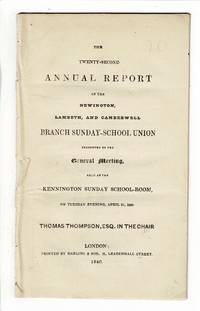 THE
TWENTY-SECOND
ANNUAL REPORT
OF THE
NEWINGTON,
LAMBETH, AND CAMBERWELL
BRANCH SUNDAY-SCHOOL UNION
PRESENTED TO THE
General Meeting,
HELD AT THE
KENNINGTON SUNDAY SCHOOL-ROOM,
ON TUESDAY EVENING, APRIL 21,
THOMAS THOMPSON, ESQ. IN THE CHAIR
LONDON:
PRINTED BY HARLING & SON, LEADENHALL STREET.
1840.